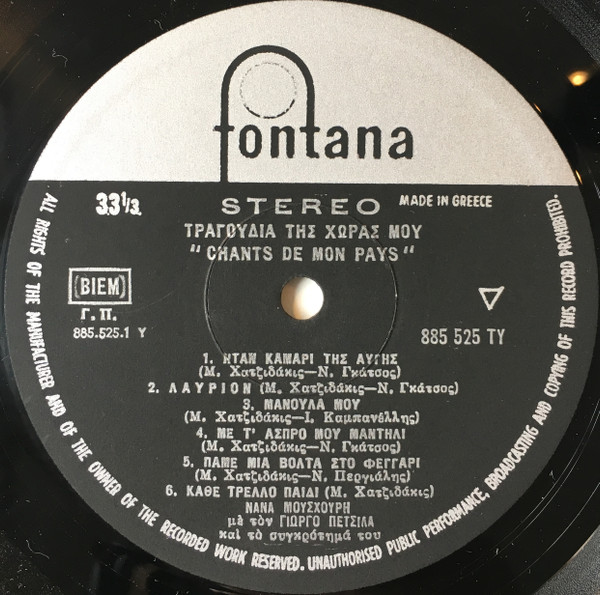 fontana
33 1/3.
STEREO
MADE IN GREECE
ΤΡΑΓΟΥΔΙΑ ΤΗΣ ΧΩΡΑΣ ΜΟΥ
"CHANTS DE MON PAYS"
BIEM
Γ. Π.
885.525.1 Y
885 525 TY
1. ΗΤΑΝ ΚΑΜΑΡΙ ΤΗΣ ΑΥΓΗΣ
(Μ. Χατζιδάκις—Ν. Γκάτσος)
2. ΛΑΥΡΙΟΝ (Μ. Χατζιδάκις—Ν. Γκάτσος)
3. ΜΑΝΟΥΛΑ ΜΟΥ
(Μ. Χατζιδάκις—Ι. Καμπανέλλης)
4. ΜΕ Τ' ΑΣΠΡΟ ΜΟΥ ΜΑΝΤΗΛΙ
(Μ. Χατζιδάκις—Ν. Γκάτσος)
5. ΠΑΜΕ ΜΙΑ ΒΟΛΤΑ ΣΤΟ ΦΕΓΓΑΡΙ
(Μ. Χατζιδάκις—Ν. Περγιάλης)
6. ΚΑΘΕ ΤΡΕΛΛΟ ΠΑΙΔΙ (Μ. Χατζιδάκις)
ΝΑΝΑ ΜΟΥΣΧΟΥΡΗ
μὲ τὸν ΓΙΩΡΓΟ ΠΕΤΣΙΛΑ
καὶ τὸ συγκρότημά του
ALL RIGHTS OF THE MANUFACTURER AND OF THE OWNER OF THE RECORDED WORK RESERVED. UNAUTHORISED PUBLIC PERFORMANCE, BROADCASTING AND COPYING OF THIS RECORD PROHIBITED.